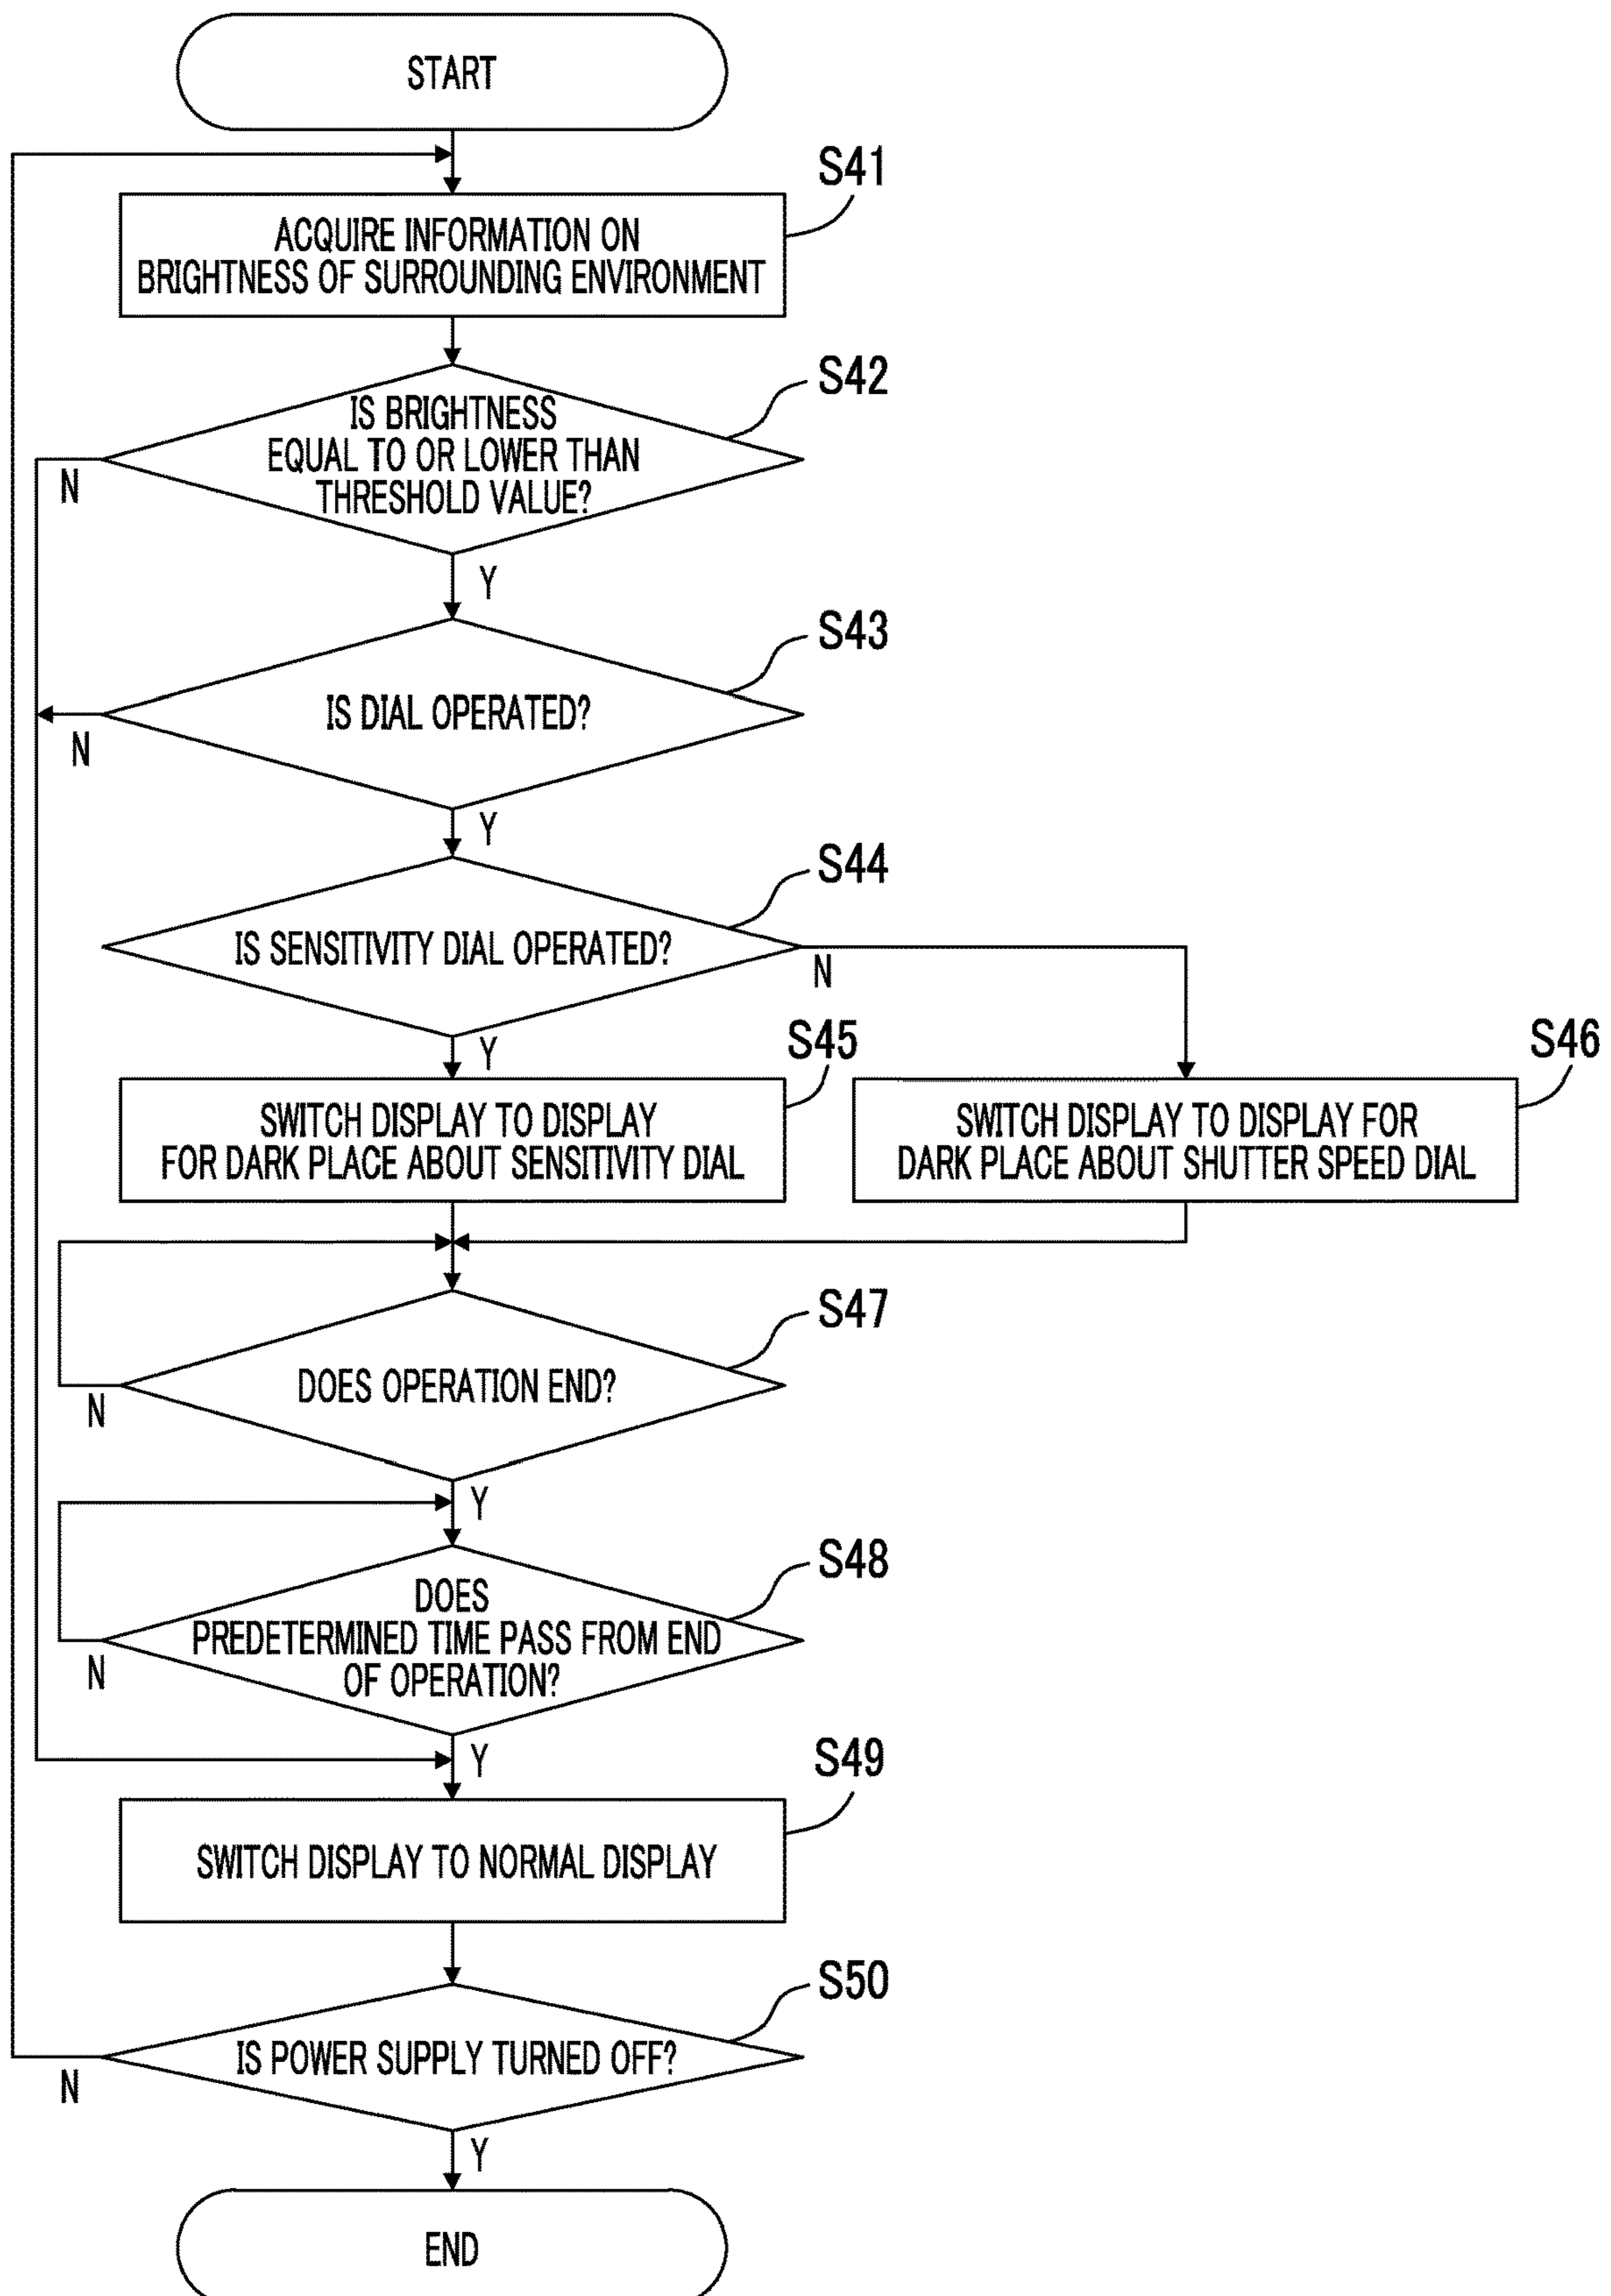 START
S41
ACQUIRE INFORMATION ON
BRIGHTNESS OF SURROUNDING ENVIRONMENT
S42
IS BRIGHTNESS
EQUAL TO OR LOWER THAN
THRESHOLD VALUE?
N
Y
S43
IS DIAL OPERATED?
N
Y
S44
IS SENSITIVITY DIAL OPERATED?
N
Y
S45
SWITCH DISPLAY TO DISPLAY
FOR DARK PLACE ABOUT SENSITIVITY DIAL
S46
SWITCH DISPLAY TO DISPLAY FOR
DARK PLACE ABOUT SHUTTER SPEED DIAL
S47
DOES OPERATION END?
N
Y
S48
DOES
PREDETERMINED TIME PASS FROM END
OF OPERATION?
N
Y
S49
SWITCH DISPLAY TO NORMAL DISPLAY
S50
IS POWER SUPPLY TURNED OFF?
N
Y
END